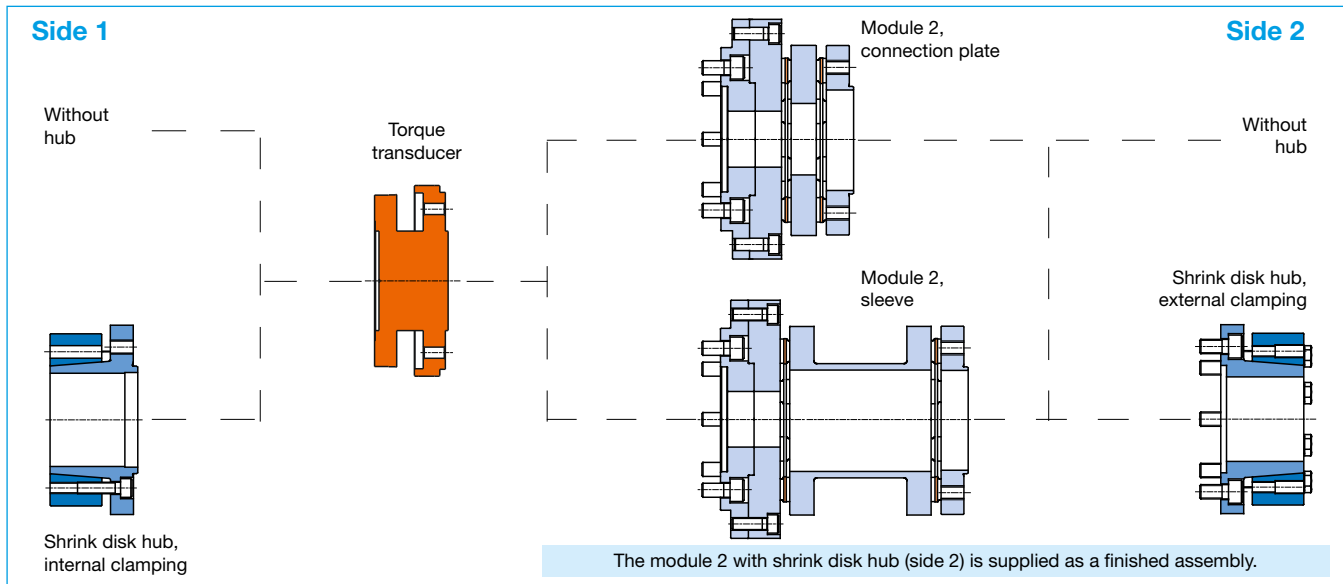 Side 1
Side 2
Module 2,
connection plate
Without
hub
Torque
transducer
Without
hub
Module 2,
sleeve
Shrink disk hub,
external clamping
Shrink disk hub,
internal clamping
The module 2 with shrink disk hub (side 2) is supplied as a finished assembly.